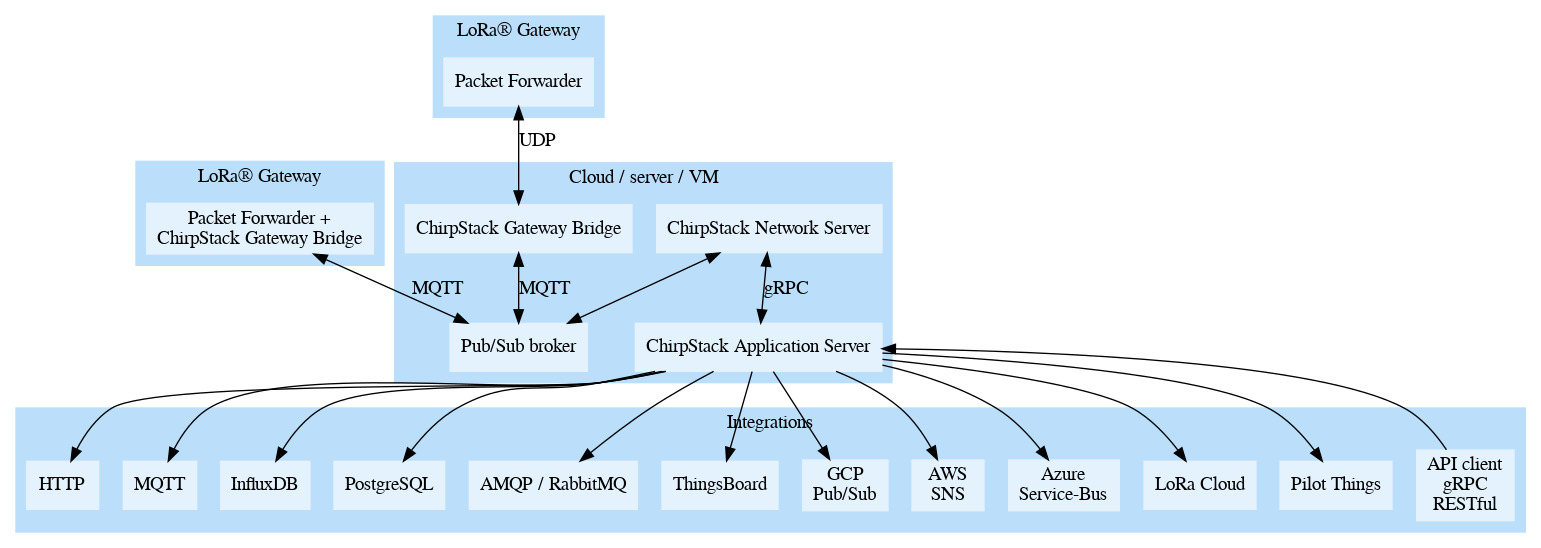 LoRa® Gateway
Packet Forwarder
UDP
LoRa® Gateway
Packet Forwarder +
ChirpStack Gateway Bridge
Cloud / server / VM
ChirpStack Gateway Bridge
ChirpStack Network Server
MQTT
MQTT
gRPC
Pub/Sub broker
ChirpStack Application Server
Integrations
HTTP
MQTT
InfluxDB
PostgreSQL
AMQP / RabbitMQ
ThingsBoard
GCP
Pub/Sub
AWS
SNS
Azure
Service-Bus
LoRa Cloud
Pilot Things
API client
gRPC
RESTful